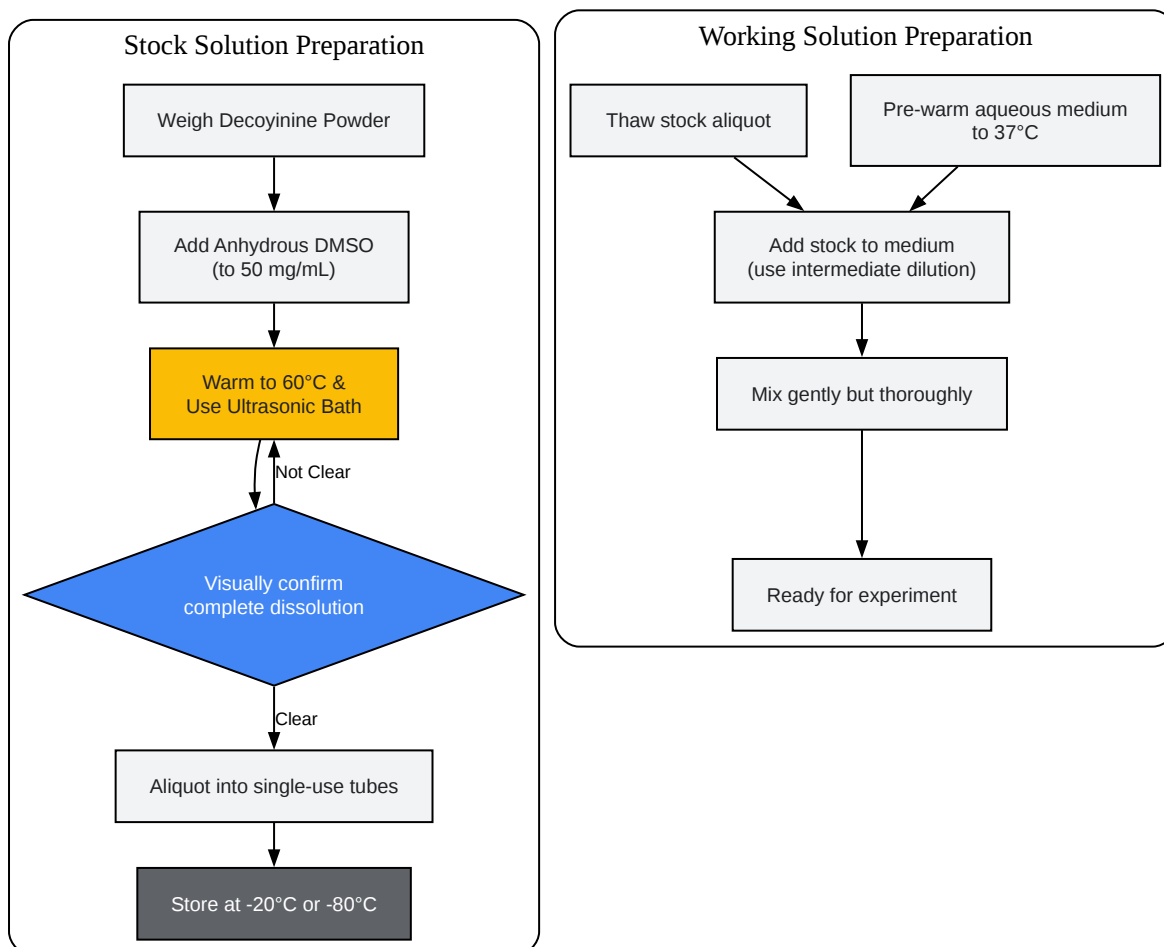 Stock Solution Preparation
Weigh Decoyinine Powder
Add Anhydrous DMSO
(to 50 mg/mL)
Warm to 60°C &
Use Ultrasonic Bath
Not Clear
Visually confirm
complete dissolution
Clear
Aliquot into single-use tubes
Store at -20°C or -80°C
Working Solution Preparation
Thaw stock aliquot
Pre-warm aqueous medium
to 37°C
Add stock to medium
(use intermediate dilution)
Mix gently but thoroughly
Ready for experiment